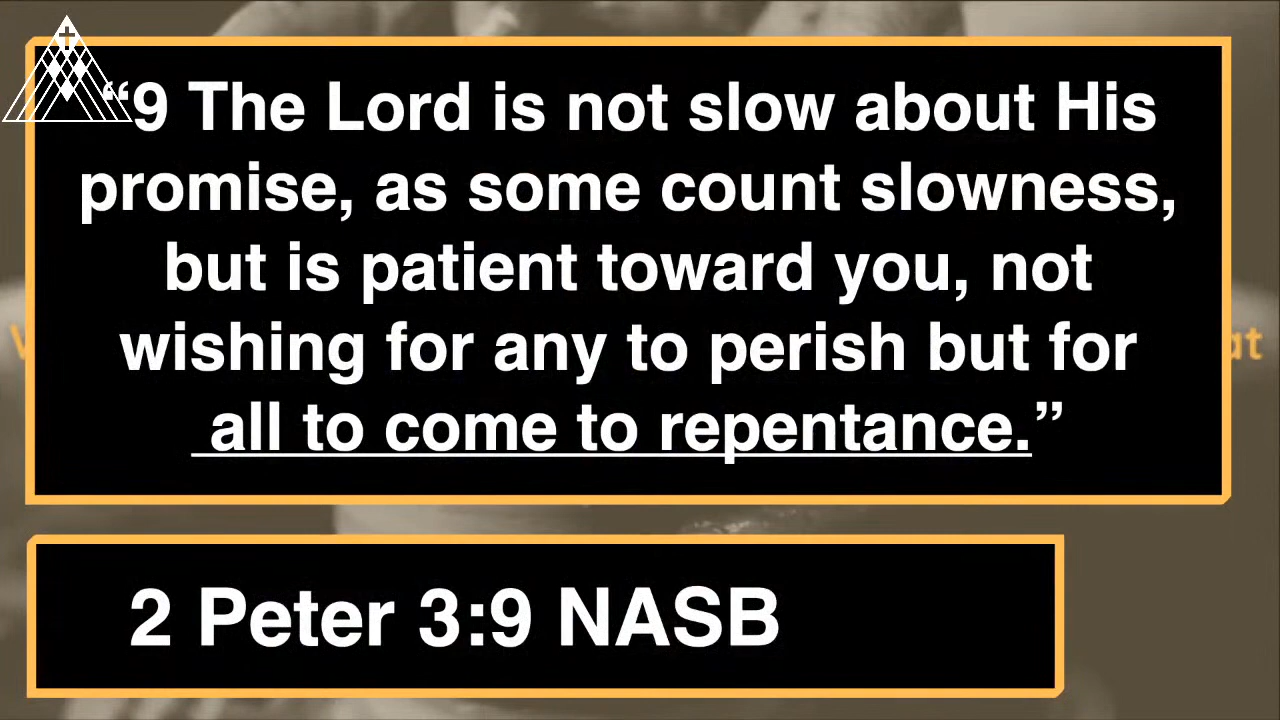 “9 The Lord is not slow about His
promise, as some count slowness,
but is patient toward you, not
wishing for any to perish but for
all to come to repentance.”
2 Peter 3:9 NASB